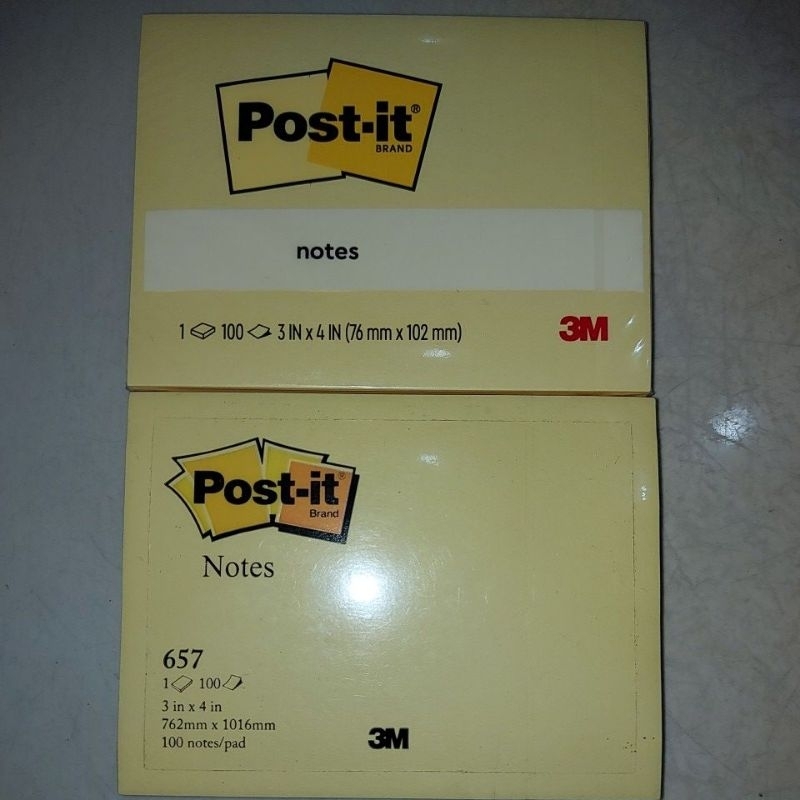 Post-it®
BRAND
notes
1 100 3 IN x 4 IN (76 mm x 102 mm)
3M
Post-it®
Brand
Notes
657
1 100
3 in x 4 in
762mm x 1016mm
100 notes/pad
3M